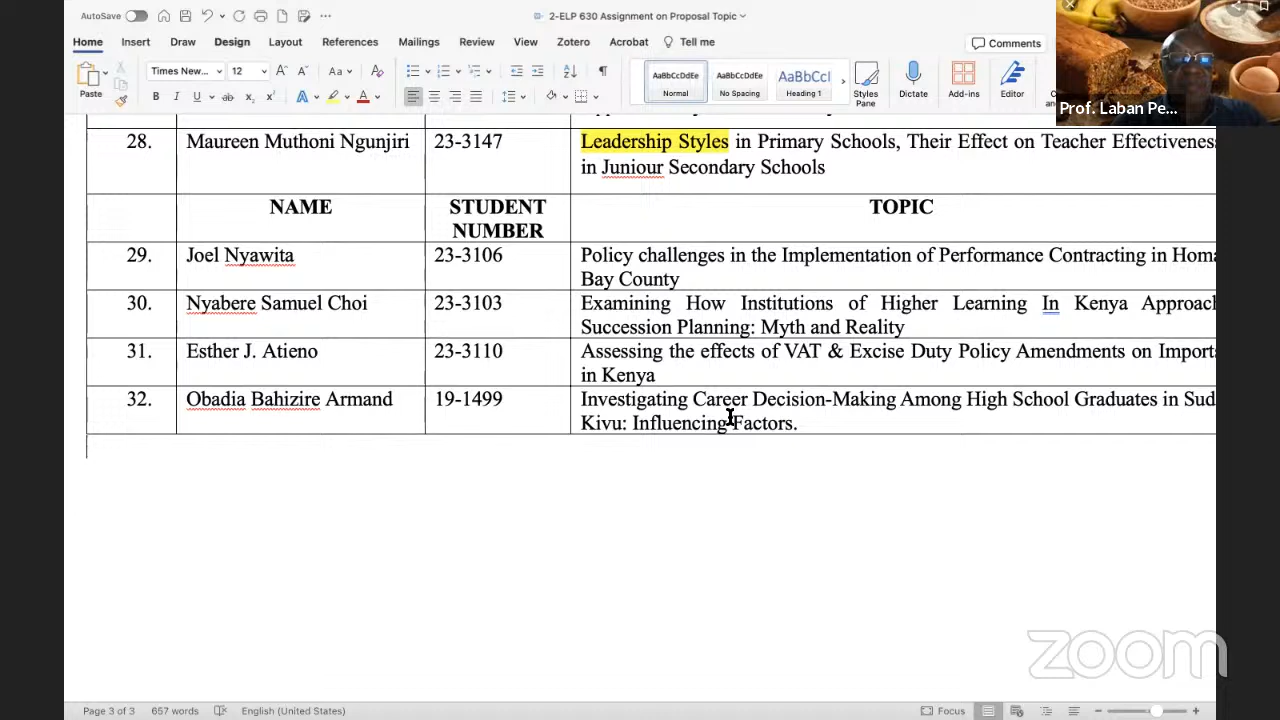 AutoSave
2-ELP 630 Assignment on Proposal Topic
Home Insert Draw Design Layout References Mailings Review View Zotero Acrobat Tell me
Comments
Paste
Times New... 12
AaBbCcDdEe AaBbCcDdEe AaBbCcI
Normal No Spacing Heading 1
Styles Pane
Dictate
Add-ins
Editor
Prof. Laban Pe...
28. Maureen Muthoni Ngunjiri 23-3147 Leadership Styles in Primary Schools, Their Effect on Teacher Effectiveness
in Juniour Secondary Schools
NAME STUDENT NUMBER TOPIC
29. Joel Nyawita 23-3106 Policy challenges in the Implementation of Performance Contracting in Homa
Bay County
30. Nyabere Samuel Choi 23-3103 Examining How Institutions of Higher Learning In Kenya Approach
Succession Planning: Myth and Reality
31. Esther J. Atieno 23-3110 Assessing the effects of VAT & Excise Duty Policy Amendments on Imports
in Kenya
32. Obadia Bahizire Armand 19-1499 Investigating Career Decision-Making Among High School Graduates in Sud
Kivu: Influencing Factors.
zoom
Page 3 of 3 657 words English (United States) Focus